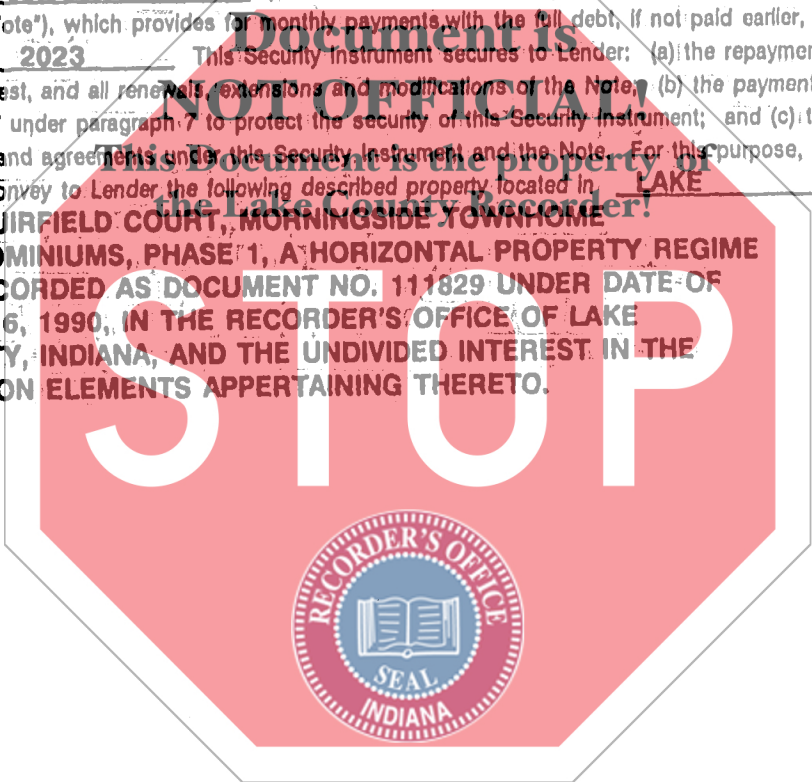 ote"), which provides for monthly payments with the full debt, if not paid earlier,
Document is
2023 This Security Instrument secures to Lender: (a) the repaymen
est, and all renewals, extensions and modifications of the Note; (b) the payment
NOT OFFICIAL!
under paragraph 7 to protect the security of this Security Instrument; and (c) t
nd agreements under this Security Instrument and the Note. For this purpose,
This Document is the property of
nvey to Lender the following described property located in LAKE
the Lake County Recorder!
UIRFIELD COURT, MORNINGSIDE TOWNHOME
OMINIUMS, PHASE 1, A HORIZONTAL PROPERTY REGIME
CORDED AS DOCUMENT NO. 111829 UNDER DATE OF
6, 1990, IN THE RECORDER'S OFFICE OF LAKE
Y, INDIANA, AND THE UNDIVIDED INTEREST IN THE
ON ELEMENTS APPERTAINING THERETO.
STOP
RECORDER'S OFFICE
SEAL
INDIANA